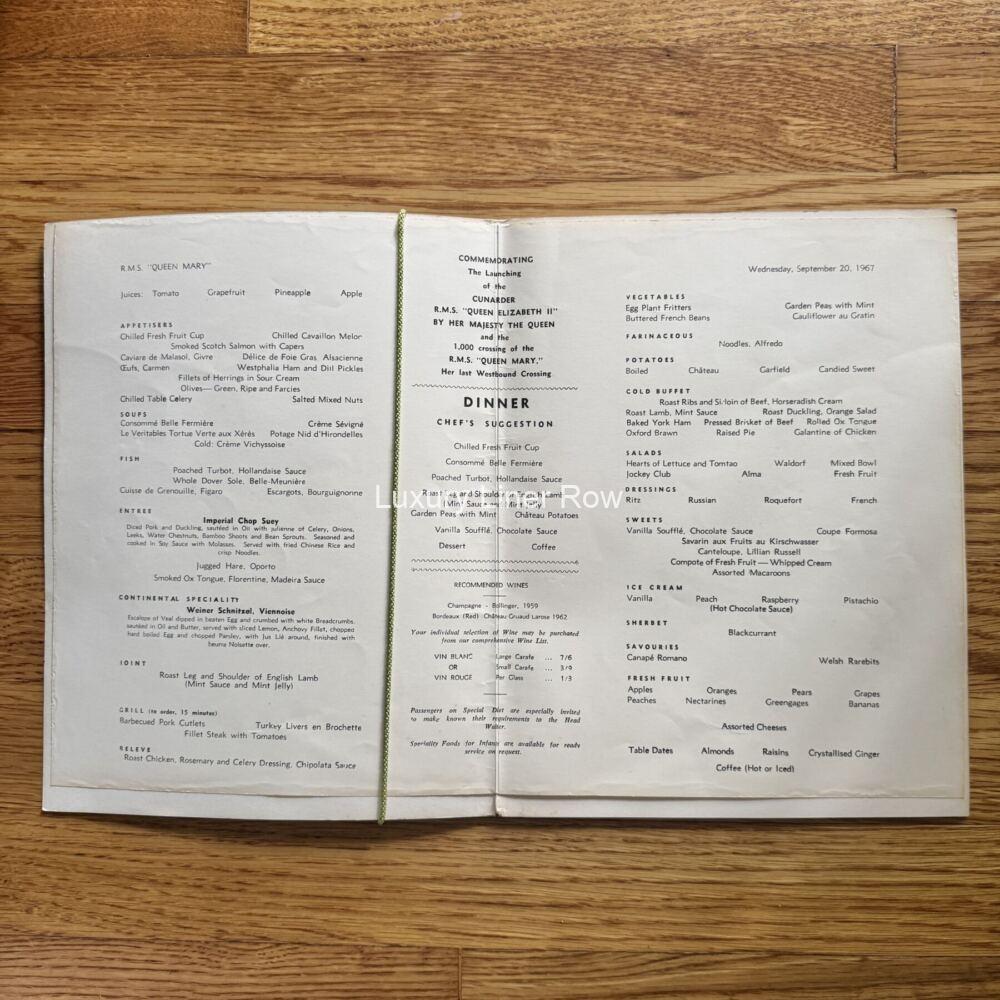 R.M.S. "QUEEN MARY"
Juices: Tomato Grapefruit Pineapple Apple
APPETISERS
Chilled Fresh Fruit Cup Chilled Cavaillon Melon
Smoked Scotch Salmon with Capers
Caviare de Malasol, Givre Délice de Foie Gras Alsacienne
Œufs, Carmen Westphalia Ham and Dill Pickles
Fillets of Herrings in Sour Cream
Olives—Green, Ripe and Farcies
Chilled Table Celery Salted Mixed Nuts
SOUPS
Consommé Belle Fermière Crème Sévigné
Le Veritables Tortue Verte aux Xérès Potage Nid d'Hirondelles
Cold: Crème Vichyssoise
FISH
Poached Turbot, Hollandaise Sauce
Whole Dover Sole, Belle-Meunière
Cuisse de Grenouille, Figaro Escargots, Bourguignonne
ENTREE
Imperial Chop Suey
Diced Pork and Duckling, sautéed in Oil with julienne of Celery, Onions,
Leeks, Water Chestnuts, Bamboo Shoots and Bean Sprouts. Seasoned and
cooked in Soy Sauce with Molasses. Served with fried Chinese Rice and
crisp Noodles.
Jugged Hare, Oporto
Smoked Ox Tongue, Florentine, Madeira Sauce
CONTINENTAL SPECIALITY
Weiner Schnitzel, Viennoise
Escalope of Veal dipped in beaten Egg and crumbed with white Breadcrumbs,
sautéed in Oil and Butter, served with sliced Lemon, Anchovy Fillet, chopped
hard boiled Egg and chopped Parsley, with Jus Lié around, finished with
beurre Noisette over.
JOINT
Roast Leg and Shoulder of English Lamb
(Mint Sauce and Mint Jelly)
GRILL (to order, 15 minutes)
Barbecued Pork Cutlets Turkey Livers en Brochette
Fillet Steak with Tomatoes
RELEVE
Roast Chicken, Rosemary and Celery Dressing, Chipolata Sauce
COMMEMORATING
The Launching
of the
CUNARDER
R.M.S. "QUEEN ELIZABETH II"
BY HER MAJESTY THE QUEEN
and the
1,000 crossing of the
R.M.S. "QUEEN MARY,"
Her last Westbound Crossing
DINNER
CHEF'S SUGGESTION
Chilled Fresh Fruit Cup
Consommé Belle Fermière
Poached Turbot, Hollandaise Sauce
Roast Leg and Shoulder of English Lamb
(Mint Sauce and Mint Jelly)
Garden Peas with Mint Château Potatoes
Vanilla Soufflé, Chocolate Sauce
Dessert Coffee
RECOMMENDED WINES
Champagne - Bollinger, 1959
Bordeaux (Red) Château Gruaud Larose 1962
Your individual selection of Wine may be purchased
from our comprehensive Wine List.
VIN BLANC Large Carafe ... 7/6
OR Small Carafe ... 3/9
VIN ROUGE Per Glass ... 1/3
Passengers on Special Diet are especially invited
to make known their requirements to the Head
Waiter.
Speciality Foods for Infants are available for ready
service on request.
Wednesday, September 20, 1967
VEGETABLES
Egg Plant Fritters Garden Peas with Mint
Buttered French Beans Cauliflower au Gratin
FARINACEOUS
Noodles, Alfredo
POTATOES
Boiled Château Garfield Candied Sweet
COLD BUFFET
Roast Ribs and Sirloin of Beef, Horseradish Cream
Roast Lamb, Mint Sauce Roast Duckling, Orange Salad
Baked York Ham Pressed Brisket of Beef Rolled Ox Tongue
Oxford Brawn Raised Pie Galantine of Chicken
SALADS
Hearts of Lettuce and Tomtao Waldorf Mixed Bowl
Jockey Club Alma Fresh Fruit
DRESSINGS
Ritz Russian Roquefort French
SWEETS
Vanilla Soufflé, Chocolate Sauce Coupe Formosa
Savarin aux Fruits au Kirschwasser
Canteloupe, Lillian Russell
Compote of Fresh Fruit—Whipped Cream
Assorted Macaroons
ICE CREAM
Vanilla Peach Raspberry Pistachio
(Hot Chocolate Sauce)
SHERBET
Blackcurrant
SAVOURIES
Canapé Romano Welsh Rarebits
FRESH FRUIT
Apples Oranges Pears Grapes
Peaches Nectarines Greengages Bananas
Assorted Cheeses
Table Dates Almonds Raisins Crystallised Ginger
Coffee (Hot or Iced)
Luxury Liner Row